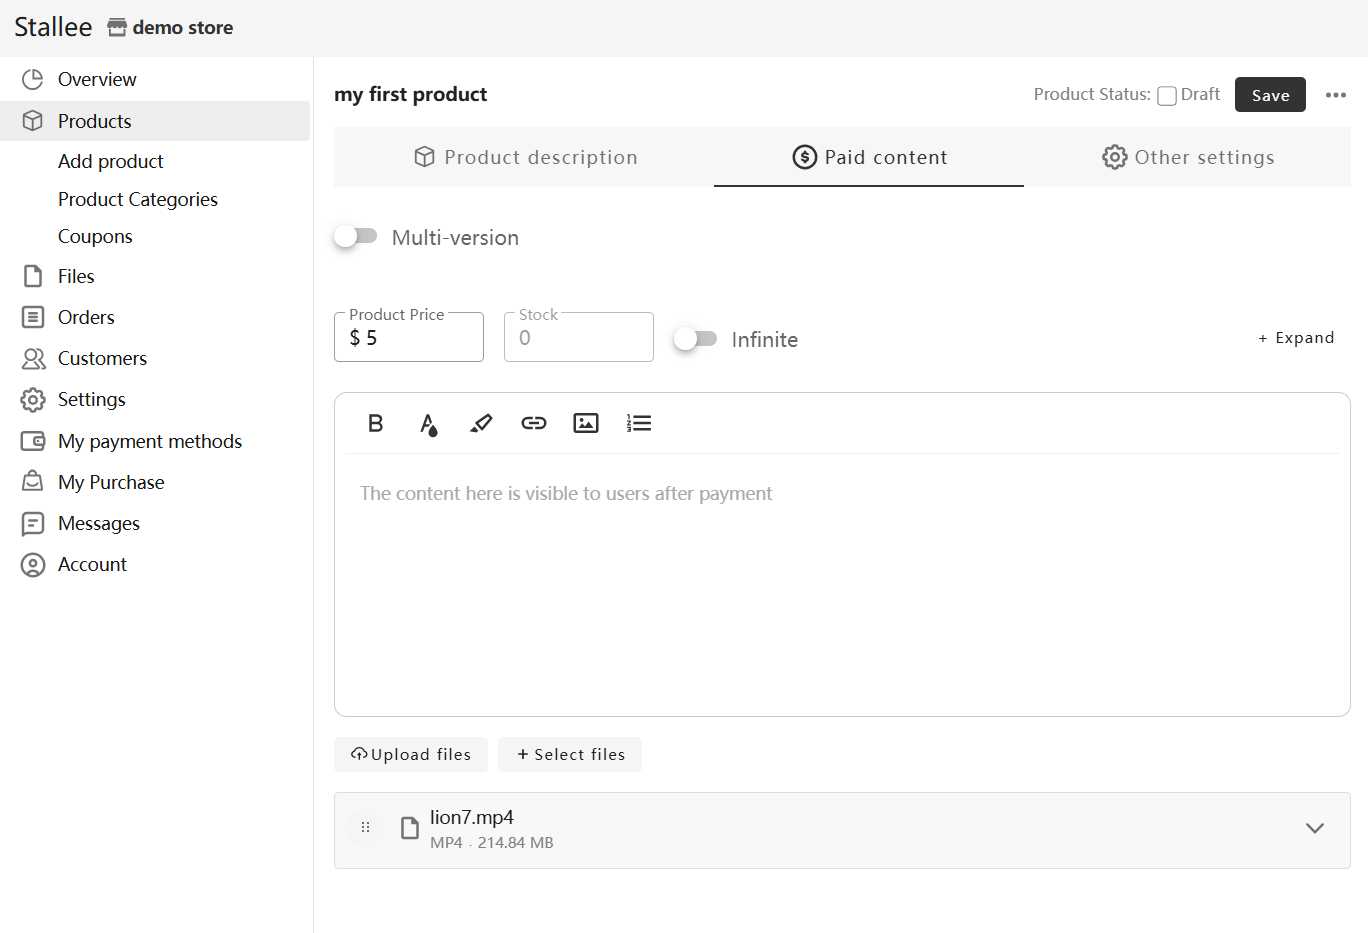 Stallee demo store
Overview
Products
Add product
Product Categories
Coupons
Files
Orders
Customers
Settings
My payment methods
My Purchase
Messages
Account
my first product
Product Status: Draft Save
Product description
Paid content
Other settings
Multi-version
Product Price
$ 5
Stock
0
Infinite
+ Expand
The content here is visible to users after payment
Upload files
+ Select files
lion7.mp4
MP4 - 214.84 MB